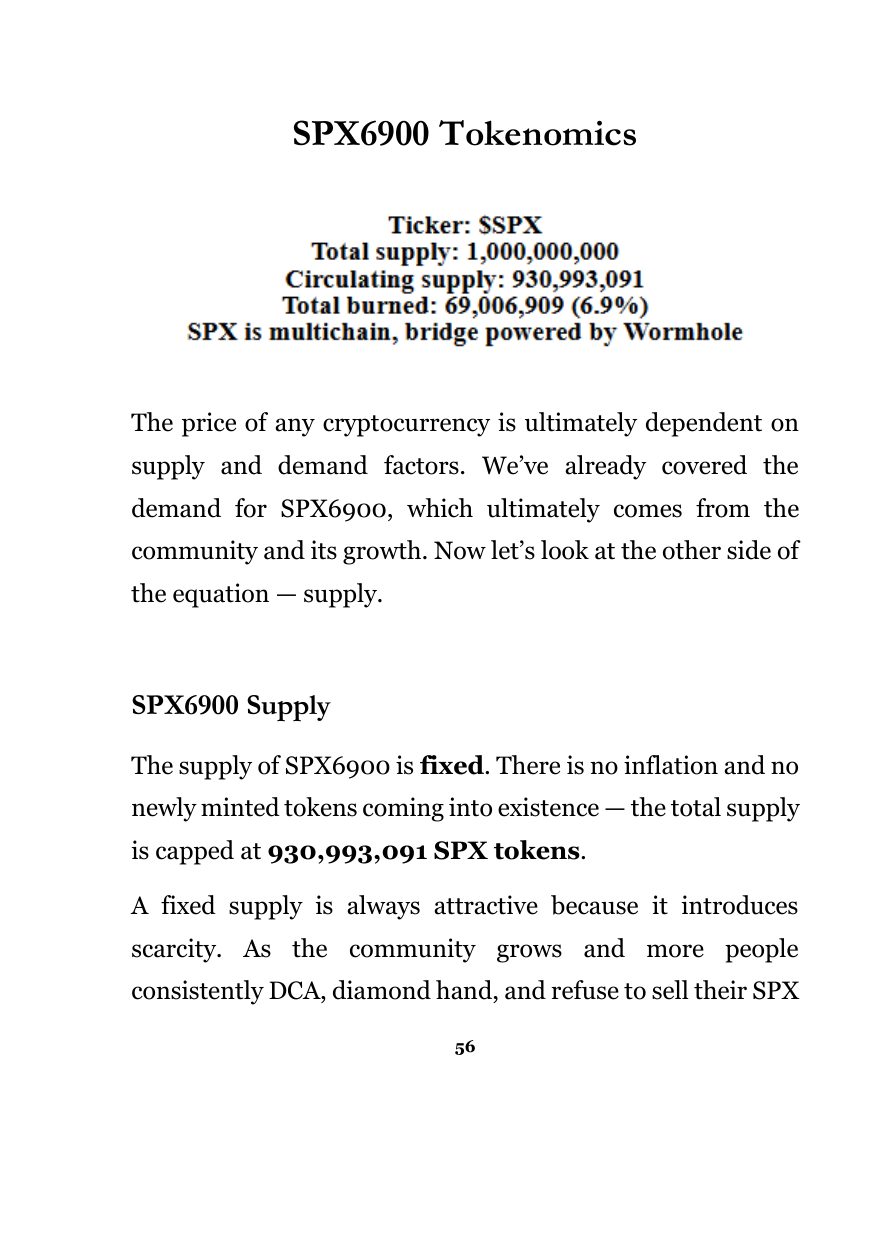 SPX6900 Tokenomics
Ticker: $SPX
Total supply: 1,000,000,000
Circulating supply: 930,993,091
Total burned: 69,006,909 (6.9%)
SPX is multichain, bridge powered by Wormhole
The price of any cryptocurrency is ultimately dependent on
supply and demand factors. We’ve already covered the
demand for SPX6900, which ultimately comes from the
community and its growth. Now let’s look at the other side of
the equation — supply.
SPX6900 Supply
The supply of SPX6900 is fixed. There is no inflation and no
newly minted tokens coming into existence — the total supply
is capped at 930,993,091 SPX tokens.
A fixed supply is always attractive because it introduces
scarcity. As the community grows and more people
consistently DCA, diamond hand, and refuse to sell their SPX
56